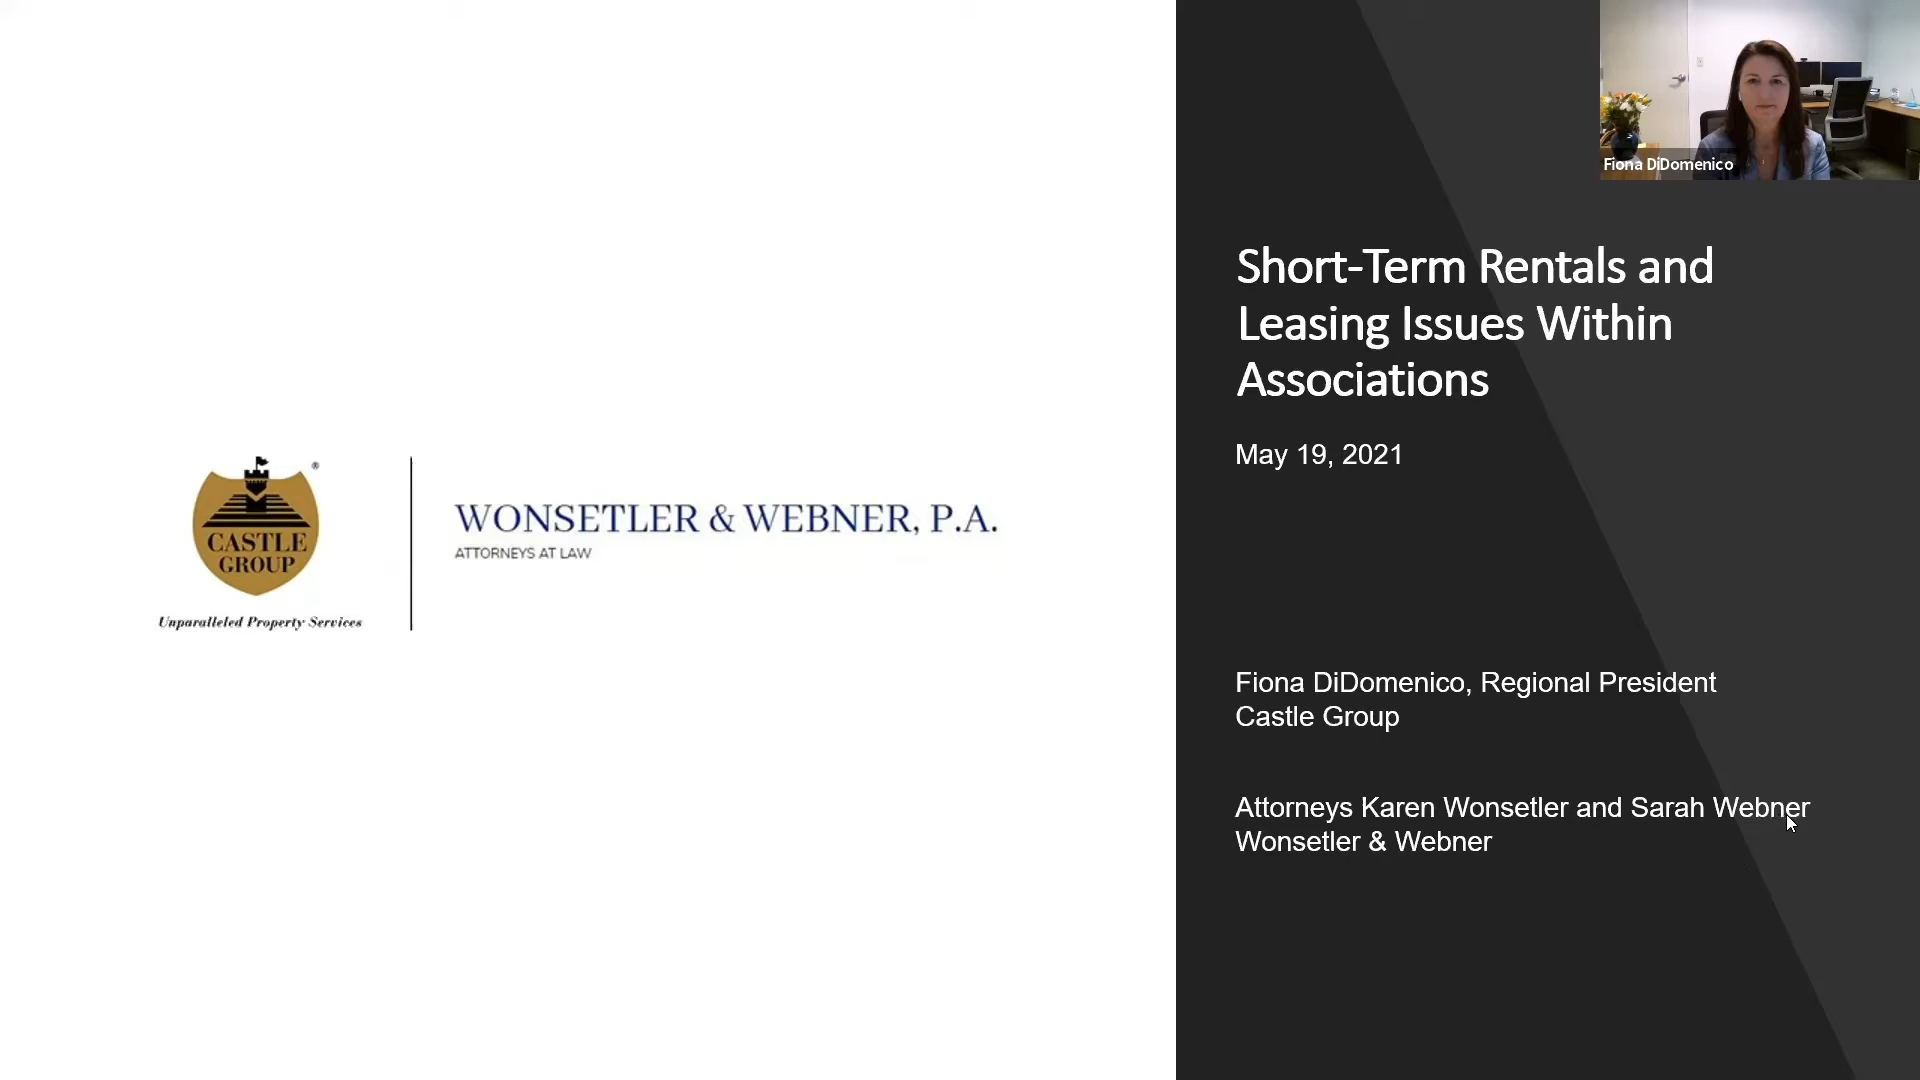 Fiona DiDomenico
Short-Term Rentals and
Leasing Issues Within
Associations
May 19, 2021
CASTLE
GROUP
®
Unparalleled Property Services
WONSETLER & WEBNER, P.A.
ATTORNEYS AT LAW
Fiona DiDomenico, Regional President
Castle Group
Attorneys Karen Wonsetler and Sarah Webner
Wonsetler & Webner